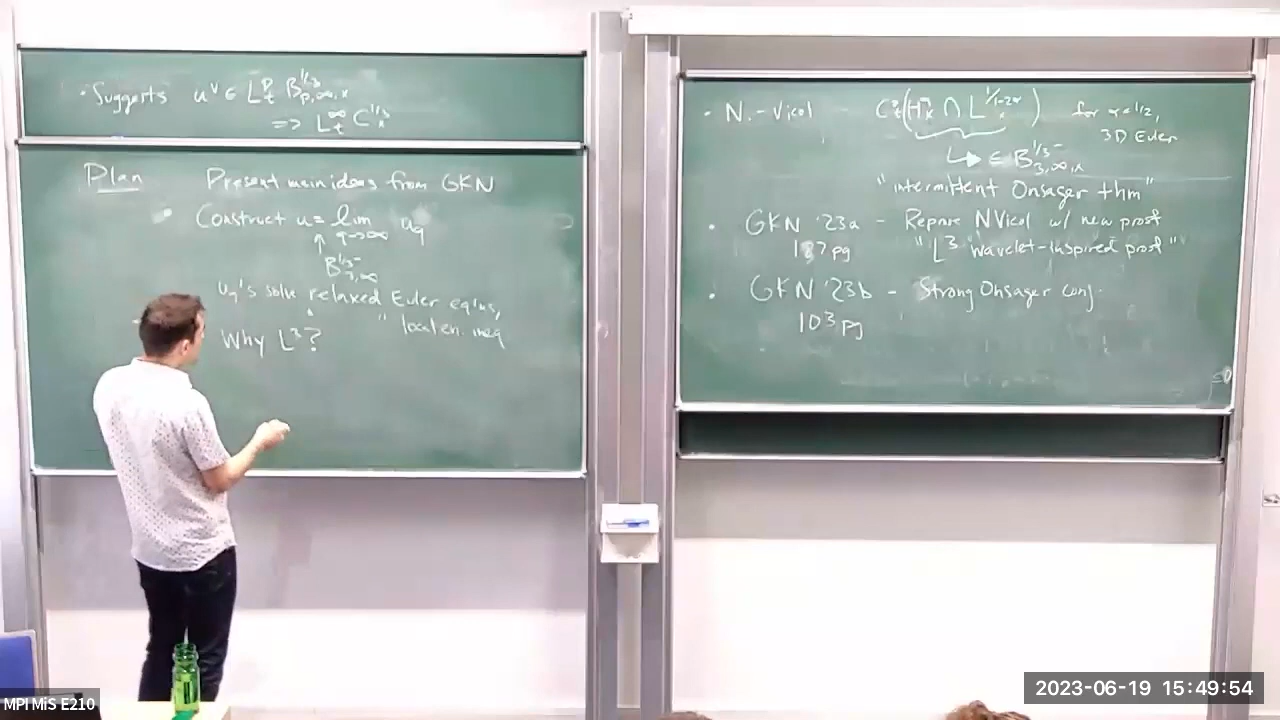 · Suggests u^ν ∈ L^p_t B^{1/3}_{p,∞,x}
=> L^∞_t C^{1/3}_x
Plan Present main ideas from GKN
• Construct u = lim_{q→∞} u_q
↑
B^{1/3-}_{3,∞}
u_q's solve relaxed Euler eq'ns,
" local en. ineq
Why L^3?
· N.-Vicol - C^0_t(H^{α-}_x ∩ L^{1/1-2α}_x) for α<1/2,
3D Euler
↳ ∈ B^{1/3-}_{3,∞,x}
"intermittent Onsager thm"
· GKN '23a - Reprove NVicol w/ new proof
187 pg "L^3 wavelet-inspired proof"
· GKN '23b - Strong Onsager conj.
103 pg
MPI MiS E210
2023-06-19 15:49:54